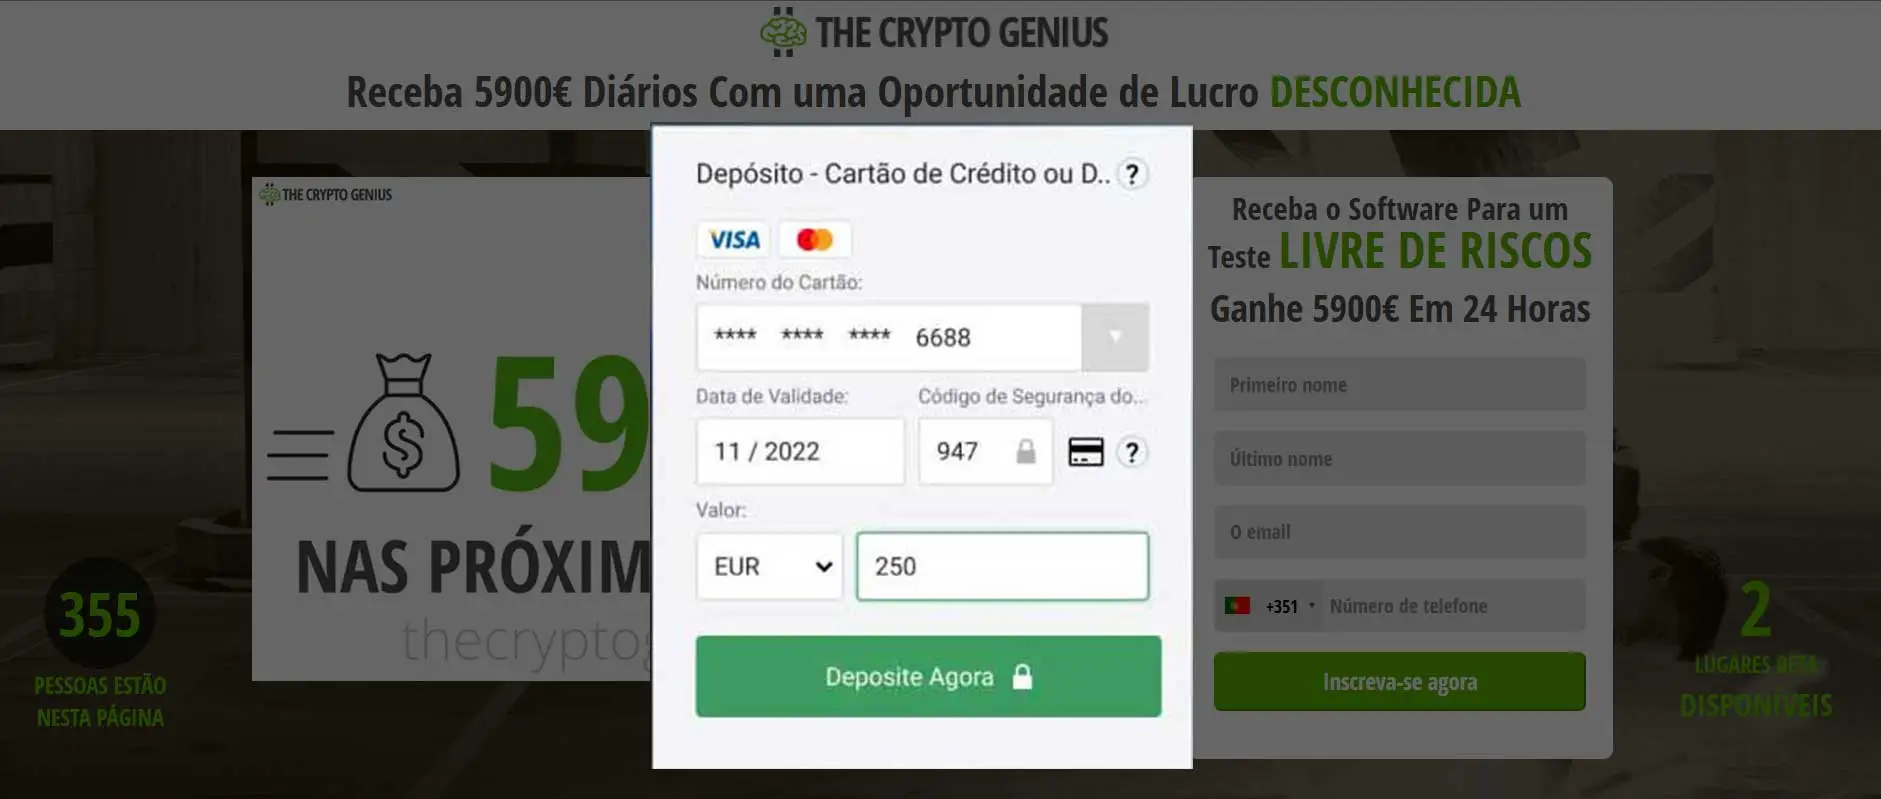 THE CRYPTO GENIUS
Receba 5900€ Diários Com uma Oportunidade de Lucro DESCONHECIDA
THE CRYPTO GENIUS
$
59
NAS PRÓXIM
thecryptog
355
PESSOAS ESTÃO
NESTA PÁGINA
Depósito - Cartão de Crédito ou D.. ?
VISA
Número do Cartão:
**** **** **** 6688
Data de Validade: Código de Segurança do...
11 / 2022 947 ?
Valor:
EUR 250
Deposite Agora
Receba o Software Para um
Teste LIVRE DE RISCOS
Ganhe 5900€ Em 24 Horas
Primeiro nome
Último nome
O email
+351 Número de telefone
Inscreva-se agora
2
LUGARES BETA
DISPONÍVEIS